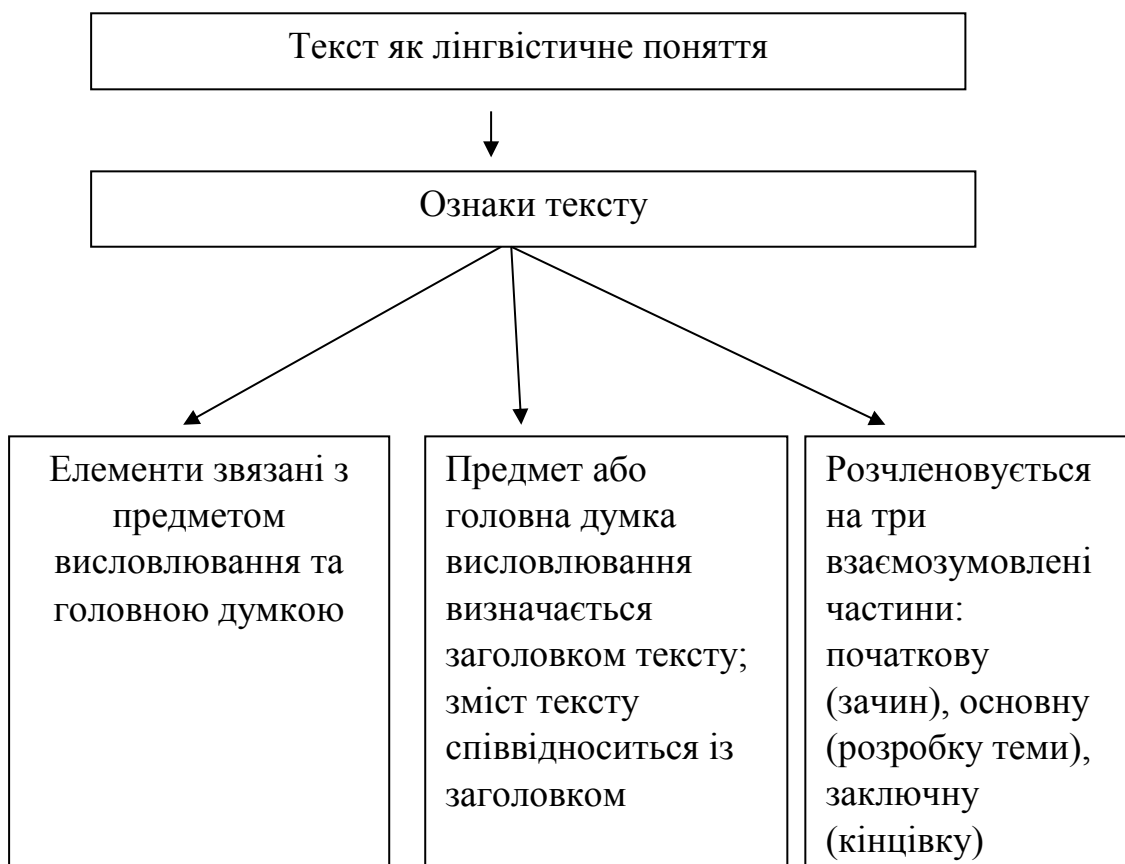 Текст як лінгвістичне поняття
Ознаки тексту
Елементи звязані з
предметом
висловлювання та
головною думкою
Предмет або
головна думка
висловлювання
визначається
заголовком тексту;
зміст тексту
співвідноситься із
заголовком
Розчленовується
на три
взаємозумовлені
частини:
початкову
(зачин), основну
(розробку теми),
заключну
(кінцівку)